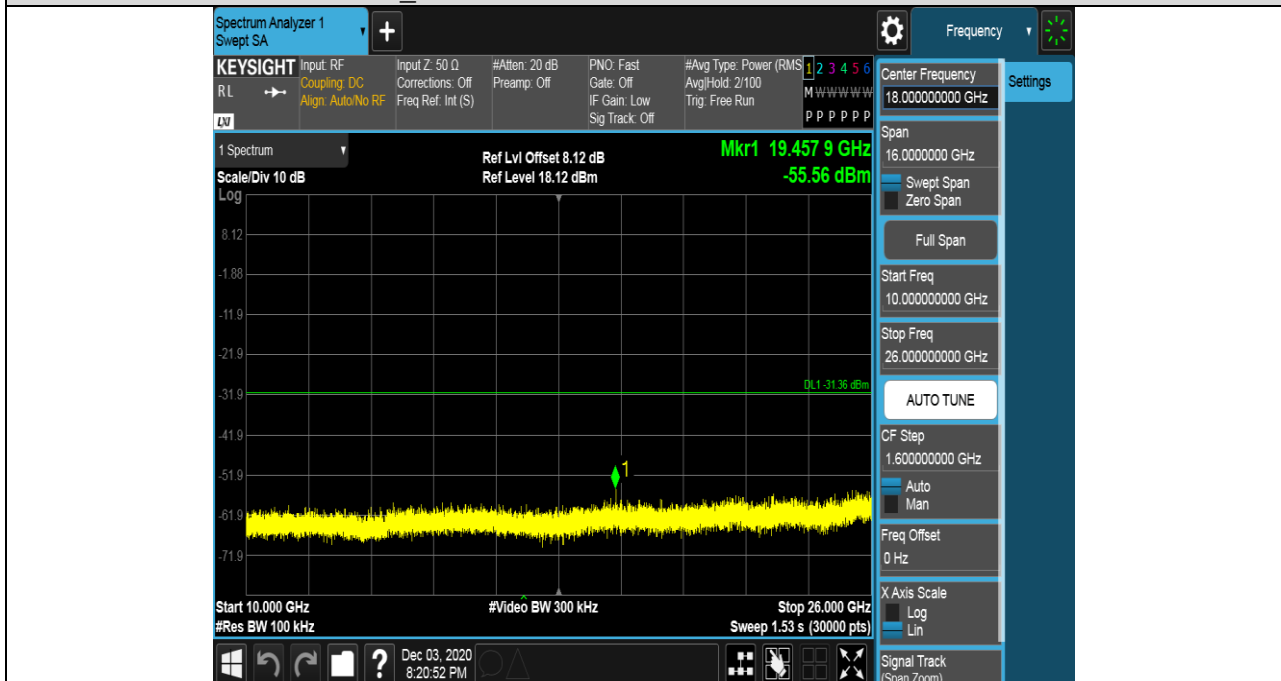 Spectrum Analyzer 1
Swept SA
+
Frequency
KEYSIGHT
RL
LXI
Input: RF
Coupling: DC
Align: Auto/No RF
Input Z: 50 Ω
Corrections: Off
Freq Ref: Int (S)
#Atten: 20 dB
Preamp: Off
PNO: Fast
Gate: Off
IF Gain: Low
Sig Track: Off
#Avg Type: Power (RMS
Avg|Hold: 2/100
Trig: Free Run
1 2 3 4 5 6
M W W W W W
P P P P P P
1 Spectrum
Scale/Div 10 dB
Ref Lvl Offset 8.12 dB
Ref Level 18.12 dBm
Mkr1 19.457 9 GHz
-55.56 dBm
Log
8.12
-1.88
-11.9
-21.9
-31.9
-41.9
-51.9
-61.9
-71.9
DL1 -31.36 dBm
1
Start 10.000 GHz
#Res BW 100 kHz
#Video BW 300 kHz
Stop 26.000 GHz
Sweep 1.53 s (30000 pts)
?
Dec 03, 2020
8:20:52 PM
Center Frequency
18.000000000 GHz
Span
16.0000000 GHz
Swept Span
Zero Span
Full Span
Start Freq
10.000000000 GHz
Stop Freq
26.000000000 GHz
AUTO TUNE
CF Step
1.600000000 GHz
Auto
Man
Freq Offset
0 Hz
X Axis Scale
Log
Lin
Signal Track
(Span Zoom)
Settings